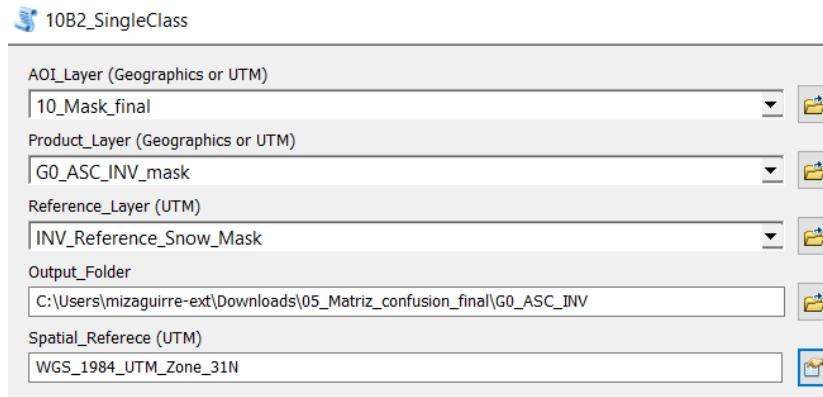 10B2_SingleClass
AOI_Layer (Geographics or UTM)
10_Mask_final
Product_Layer (Geographics or UTM)
G0_ASC_INV_mask
Reference_Layer (UTM)
INV_Reference_Snow_Mask
Output_Folder
C:\Users\mizaguirre-ext\Downloads\05_Matriz_confusion_final\G0_ASC_INV
Spatial_Referece (UTM)
WGS_1984_UTM_Zone_31N